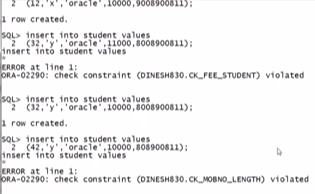 2 (12,'x','oracle',10000,9008900811);
1 row created.
SQL> insert into student values
2 (32,'y','oracle',11000,8008900811);
insert into student values
*
ERROR at line 1:
ORA-02290: check constraint (DINESH830.CK_FEE_STUDENT) violated
SQL> insert into student values
2 (32,'y','oracle',10000,8008900811);
1 row created.
SQL> insert into student values
2 (42,'y','oracle',10000,808900811);
insert into student values
*
ERROR at line 1:
ORA-02290: check constraint (DINESH830.CK_MOBNO_LENGTH) violated